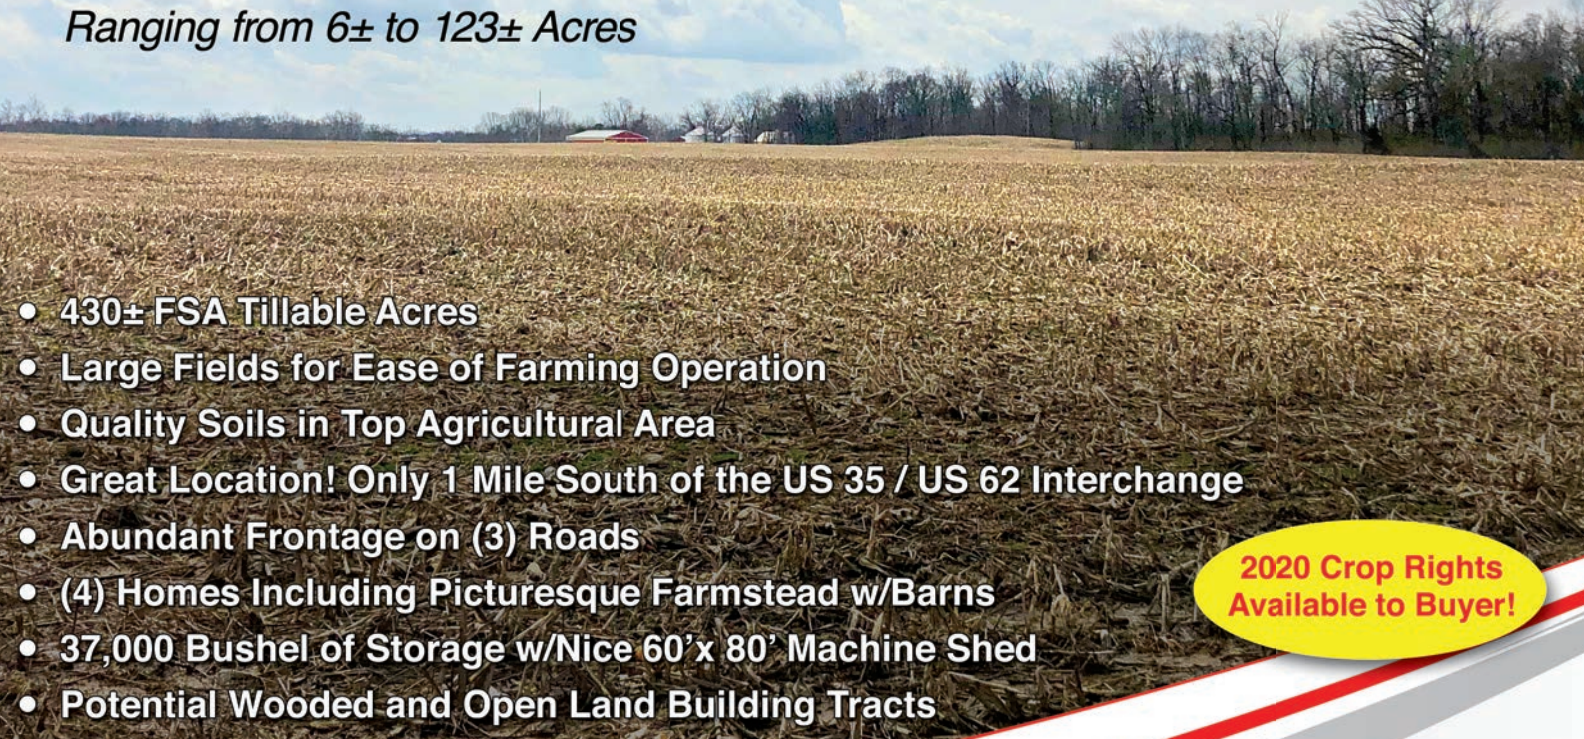 Ranging from 6± to 123± Acres
• 430± FSA Tillable Acres
• Large Fields for Ease of Farming Operation
• Quality Soils in Top Agricultural Area
• Great Location! Only 1 Mile South of the US 35 / US 62 Interchange
• Abundant Frontage on (3) Roads
• (4) Homes Including Picturesque Farmstead w/Barns
• 37,000 Bushel of Storage w/Nice 60’x 80’ Machine Shed
• Potential Wooded and Open Land Building Tracts
2020 Crop Rights
Available to Buyer!